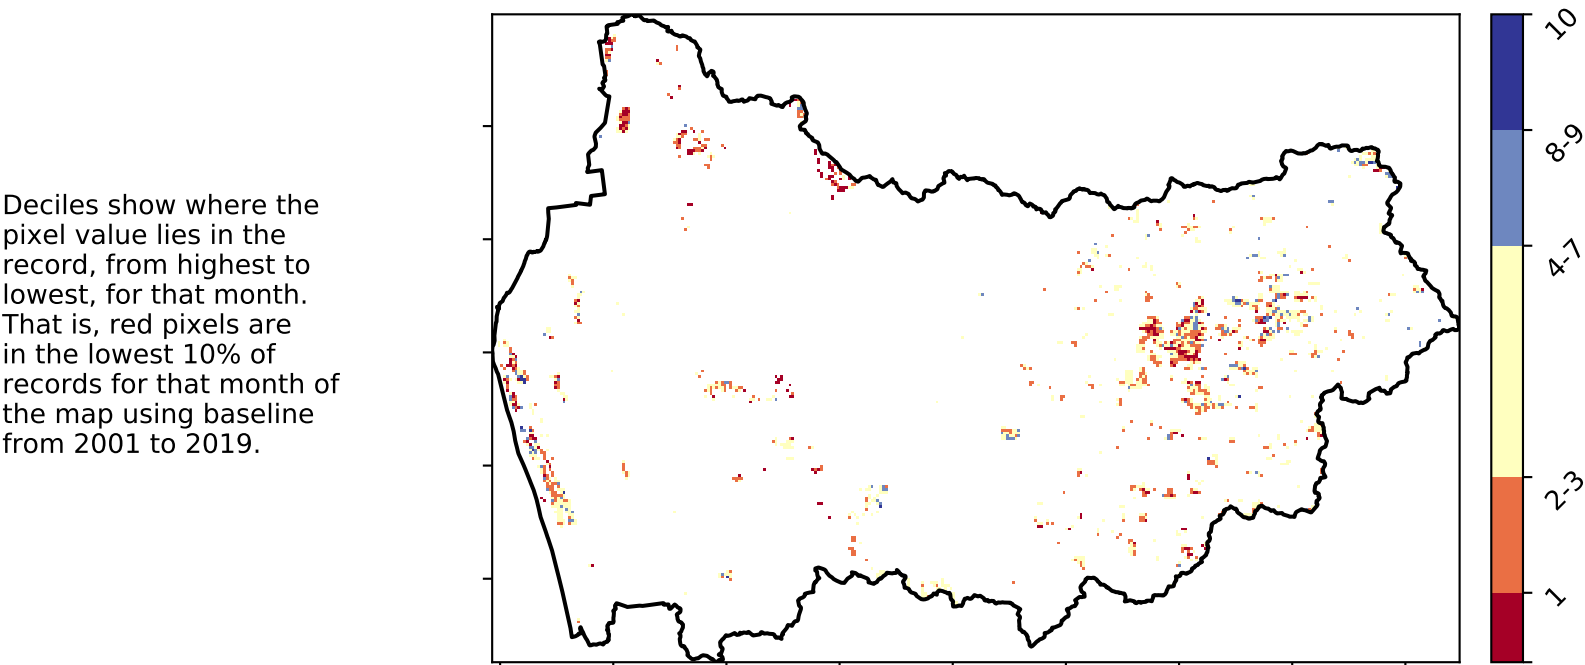 Deciles show where the
pixel value lies in the
record, from highest to
lowest, for that month.
That is, red pixels are
in the lowest 10% of
records for that month of
the map using baseline
from 2001 to 2019.
10
8-9
4-7
2-3
1